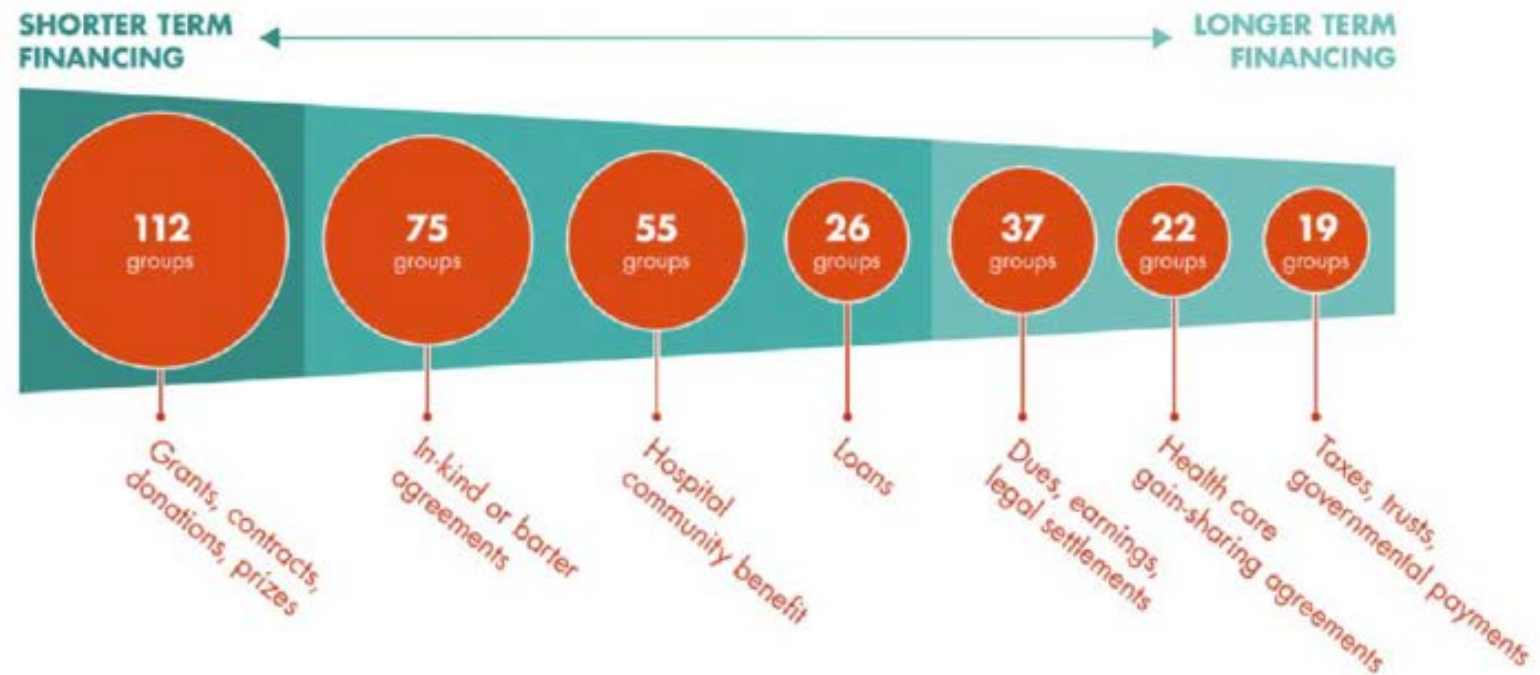 SHORTER TERM
FINANCING
LONGER TERM
FINANCING
112
groups
75
groups
55
groups
26
groups
37
groups
22
groups
19
groups
Grants, contracts,
donations, prizes
In-kind or barter
agreements
Hospital
community benefit
Loans
Dues, earnings,
legal settlements
Health care
gain-sharing agreements
Taxes, trusts,
governmental payments